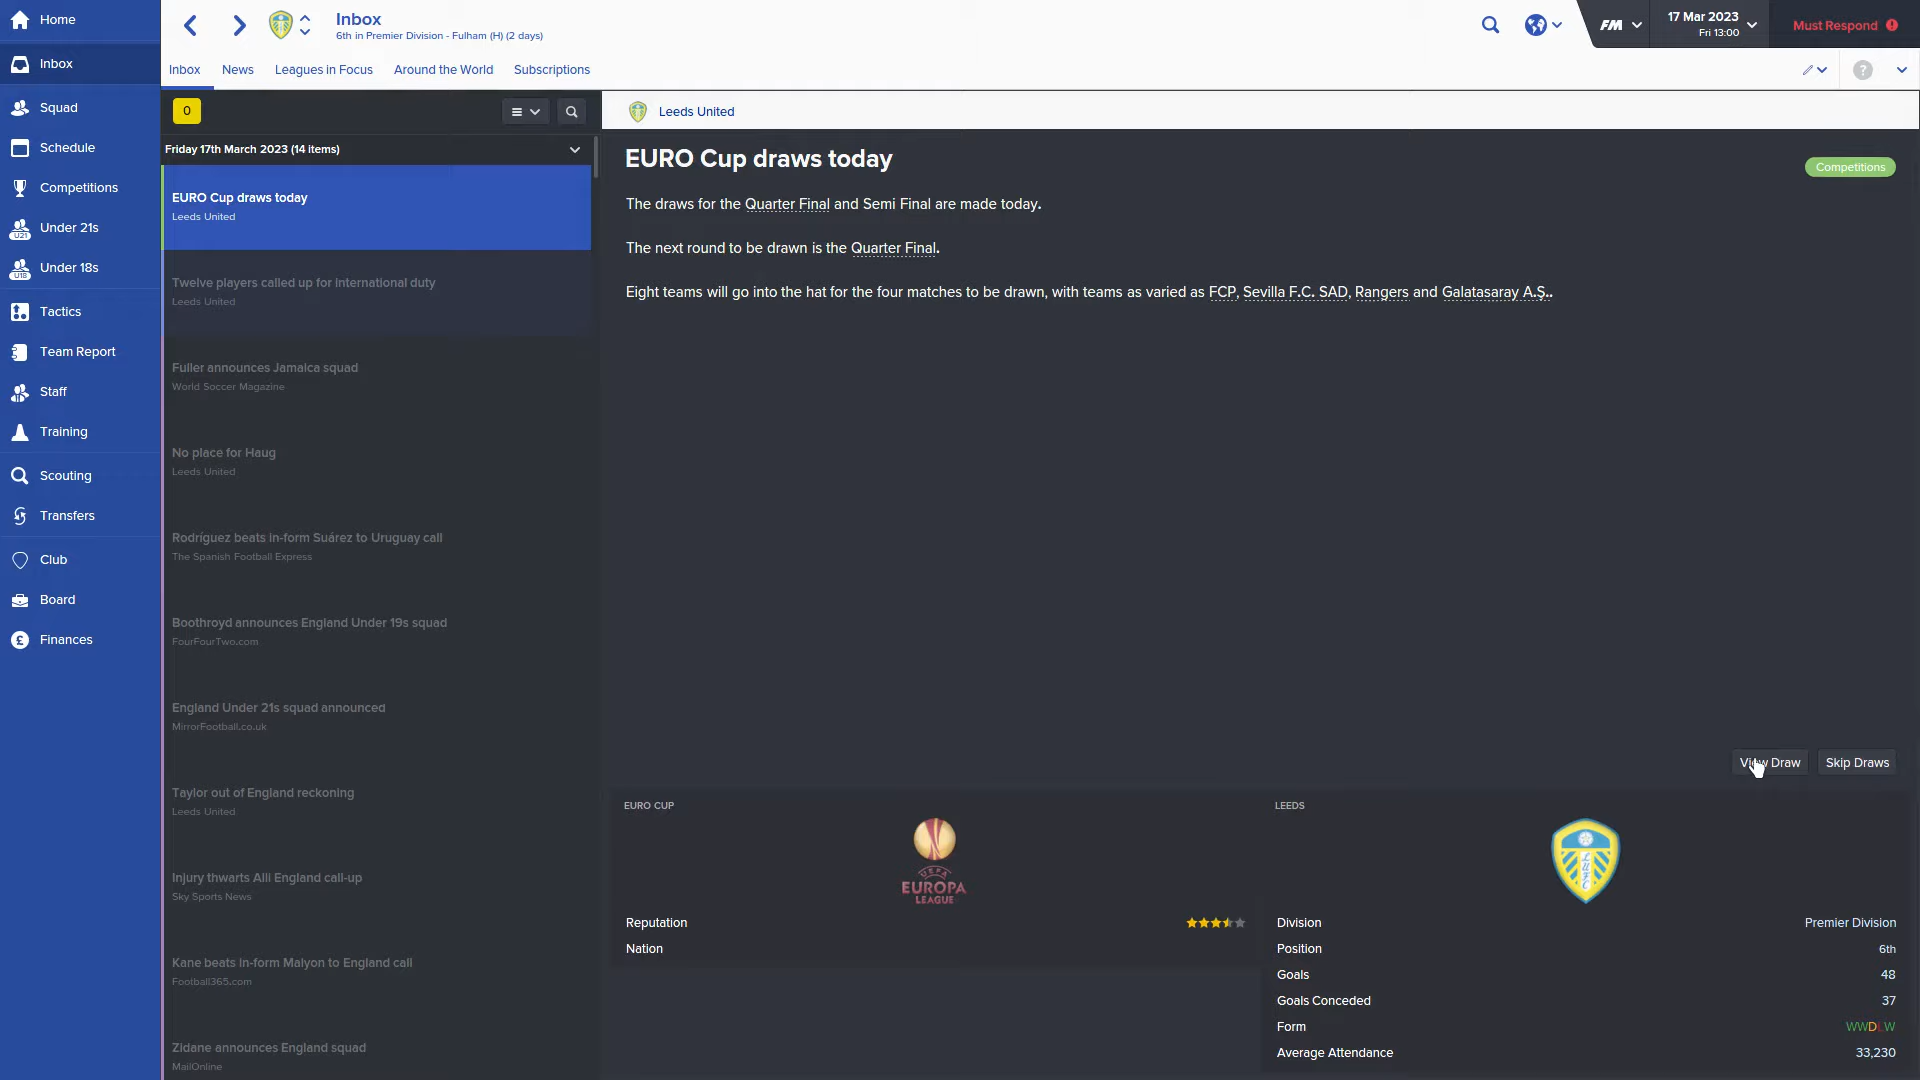 Home
Inbox
Squad
Schedule
Competitions
U21
Under 21s
U18
Under 18s
Tactics
Team Report
Staff
Training
Scouting
Transfers
Club
Board
£
Finances
Inbox
6th in Premier Division - Fulham (H) (2 days)
FM
17 Mar 2023
Fri 13:00
Must Respond
Inbox News Leagues in Focus Around the World Subscriptions
?
0
Friday 17th March 2023 (14 items)
EURO Cup draws today
Leeds United
Twelve players called up for international duty
Leeds United
Fuller announces Jamaica squad
World Soccer Magazine
No place for Haug
Leeds United
Rodríguez beats in-form Suárez to Uruguay call
The Spanish Football Express
Boothroyd announces England Under 19s squad
FourFourTwo.com
England Under 21s squad announced
MirrorFootball.co.uk
Taylor out of England reckoning
Leeds United
Injury thwarts Alli England call-up
Sky Sports News
Kane beats in-form Malyon to England call
Football365.com
Zidane announces England squad
MailOnline
Leeds United
EURO Cup draws today
Competitions
The draws for the Quarter Final and Semi Final are made today.
The next round to be drawn is the Quarter Final.
Eight teams will go into the hat for the four matches to be drawn, with teams as varied as FCP, Sevilla F.C. SAD, Rangers and Galatasaray A.Ş..
View Draw Skip Draws
EURO CUP
UEFA
EUROPA
LEAGUE
Reputation
Nation
LEEDS
LUFC
Division Premier Division
Position 6th
Goals 48
Goals Conceded 37
Form WWDLW
Average Attendance 33,230